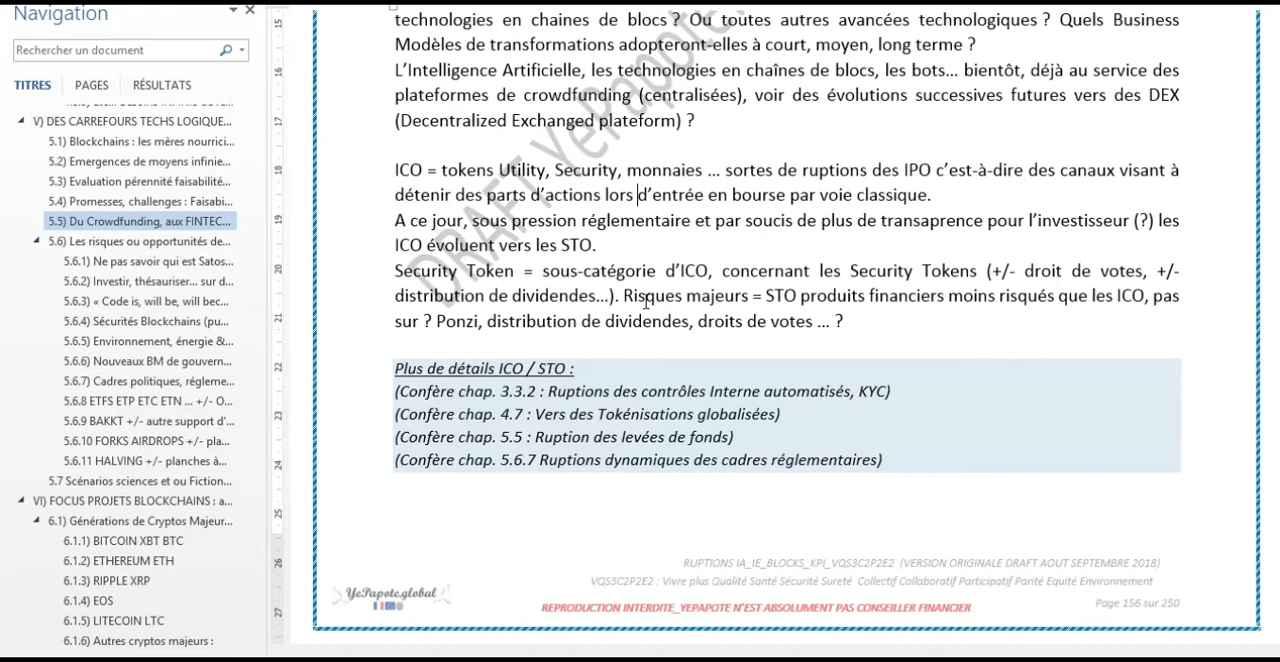 Navigation
Rechercher un document
TITRES
PAGES
RÉSULTATS
V) DES CARREFOURS TECHS LOGIQUE...
5.1) Blockchains : les mères nourrici...
5.2) Emergences de moyens infinie...
5.3) Evaluation pérennité faisabilité...
5.4) Promesses, challenges : Faisabi...
5.5) Du Crowfunding, aux FINTEC...
5.6) Les risques ou opportunités de...
5.6.1) Ne pas savoir qui est Satos...
5.6.2) Investir, thésauriser... sur d...
5.6.3) « Code is, will be, will bec...
5.6.4) Sécurités Blockchains (pu...
5.6.5) Environnement, énergie &...
5.6.6) Nouveaux BM de gouvern...
5.6.7) Cadres politiques, régleme...
5.6.8 ETFS ETP ETC ETN ... +/- O...
5.6.9 BAKKT +/- autre support d'...
5.6.10 FORKS AIRDROPS +/- pla...
5.6.11 HALVING +/- planches à...
5.7 Scénarios sciences et ou Fiction...
VI) FOCUS PROJETS BLOCKCHAINS : a...
6.1) Générations de Cryptos Majeur...
6.1.1) BITCOIN XBT BTC
6.1.2) ETHEREUM ETH
6.1.3) RIPPLE XRP
6.1.4) EOS
6.1.5) LITECOIN LTC
6.1.6) Autres cryptos majeurs :
15
16
17
18
19
20
21
22
23
24
25
26
27
technologies en chaines de blocs ? Ou toutes autres avancées technologiques ? Quels Business
Modèles de transformations adopteront-elles à court, moyen, long terme ?
L'Intelligence Artificielle, les technologies en chaînes de blocs, les bots... bientôt, déjà au service des
plateformes de crowdfunding (centralisées), voir des évolutions successives futures vers des DEX
(Decentralized Exchanged plateform) ?
ICO = tokens Utility, Security, monnaies ... sortes de ruptions des IPO c'est-à-dire des canaux visant à
détenir des parts d'actions lors d'entrée en bourse par voie classique.
A ce jour, sous pression réglementaire et par soucis de plus de transaprence pour l'investisseur (?) les
ICO évoluent vers les STO.
Security Token = sous-catégorie d'ICO, concernant les Security Tokens (+/- droit de votes, +/-
distribution de dividendes...). Risques majeurs = STO produits financiers moins risqués que les ICO, pas
sur ? Ponzi, distribution de dividendes, droits de votes ... ?
DRAFT YePapote
Plus de détails ICO / STO :
(Confère chap. 3.3.2 : Ruptions des contrôles Interne automatisés, KYC)
(Confère chap. 4.7 : Vers des Tokénisations globalisées)
(Confère chap. 5.5 : Ruption des levées de fonds)
(Confère chap. 5.6.7 Ruptions dynamiques des cadres réglementaires)
RUPTIONS IA_IE_BLOCKS_KPI_VQS3C2P2E2 (VERSION ORIGINALE DRAFT AOUT SEPTEMBRE 2018)
VQS3C2P2E2 : Vivre plus Qualité Santé Sécurité Sureté Collectif Collaboratif Participatif Parité Equité Environnement
YePapote.global
REPRODUCTION INTERDITE_YEPAPOTE N'EST ABSOLUMENT PAS CONSEILLER FINANCIER
Page 156 sur 250